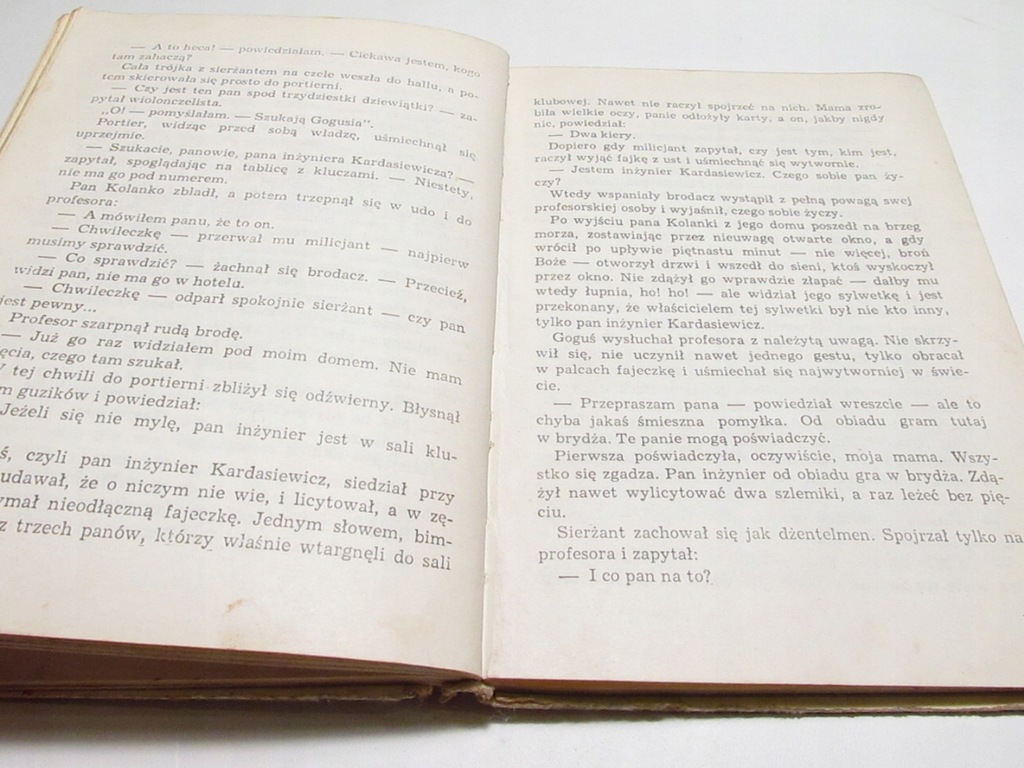 — A to heca! — powiedziałam. — Ciekawa jestem, kogo
tam zahaczą?
Cała trójka z sierżantem na czele weszła do hallu, a po-
tem skierowała się prosto do portierni.
— Czy jest ten pan spod trzydziestki dziewiątki? — za-
pytał wiolonczelista.
„O! — pomyślałam. — Szukają Gogusia”.
Portier, widząc przed sobą władzę, uśmiechnął się
uprzejmie.
— Szukacie, panowie, pana inżyniera Kardasiewicza? —
zapytał, spoglądając na tablicę z kluczami. — Niestety,
nie ma go pod numerem.
Pan Kolanko zbladł, a potem trzepnął się w udo i do
profesora:
— A mówiłem panu, że to on.
— Chwileczkę — przerwał mu milicjant — najpierw
musimy sprawdzić.
— Co sprawdzić? — żachnął się brodacz. — Przecież,
widzi pan, nie ma go w hotelu.
— Chwileczkę — odparł spokojnie sierżant — czy pan
jest pewny...
Profesor szarpnął rudą brodę.
— Już go raz widziałem pod moim domem. Nie mam
ęcia, czego tam szukał.
tej chwili do portierni zbliżył się odźwierny. Błysnął
m guzików i powiedział:
Jeżeli się nie mylę, pan inżynier jest w sali klu-
ś, czyli pan inżynier Kardasiewicz, siedział przy
udawał, że o niczym nie wie, i licytował, a w zę-
ymał nieodłączną fajeczkę. Jednym słowem, bim-
z trzech panów, którzy właśnie wtargnęli do sali
klubowej. Nawet nie raczył spojrzeć na nich. Mama zro-
biła wielkie oczy, panie odłożyły karty, a on, jakby nigdy
nic, powiedział:
— Dwa kiery.
Dopiero gdy milicjant zapytał, czy jest tym, kim jest,
raczył wyjąć fajkę z ust i uśmiechnąć się wytwornie.
— Jestem inżynier Kardasiewicz. Czego sobie pan ży-
czy?
Wtedy wspaniały brodacz wystąpił z pełną powagą swej
profesorskiej osoby i wyjaśnił, czego sobie życzy.
Po wyjściu pana Kolanki z jego domu poszedł na brzeg
morza, zostawiając przez nieuwagę otwarte okno, a gdy
wrócił po upływie piętnastu minut — nie więcej, broń
Boże — otworzył drzwi i wszedł do sieni, ktoś wyskoczył
przez okno. Nie zdążył go wprawdzie złapać — dałby mu
wtedy łupnia, ho! ho! — ale widział jego sylwetkę i jest
przekonany, że właścicielem tej sylwetki był nie kto inny,
tylko pan inżynier Kardasiewicz.
Goguś wysłuchał profesora z należytą uwagą. Nie skrzy-
wił się, nie uczynił nawet jednego gestu, tylko obracał
w palcach fajeczkę i uśmiechał się najwytworniej w świe-
cie.
— Przepraszam pana — powiedział wreszcie — ale to
chyba jakaś śmieszna pomyłka. Od obiadu gram tutaj
w brydża. Te panie mogą poświadczyć.
Pierwsza poświadczyła, oczywiście, moja mama. Wszy-
stko się zgadza. Pan inżynier od obiadu gra w brydża. Zdą-
żył nawet wylicytować dwa szlemiki, a raz leżeć bez pię-
ciu.
Sierżant zachował się jak dżentelmen. Spojrzał tylko na
profesora i zapytał:
— I co pan na to?